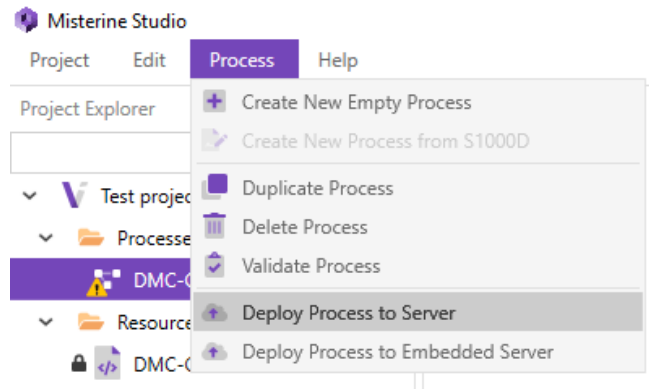 Misterine Studio
Project Edit Process Help
Project Explorer
Create New Empty Process
Create New Process from S1000D
Test projec
Duplicate Process
Processe
Delete Process
DMC-
Validate Process
Resource
Deploy Process to Server
DMC-
Deploy Process to Embedded Server